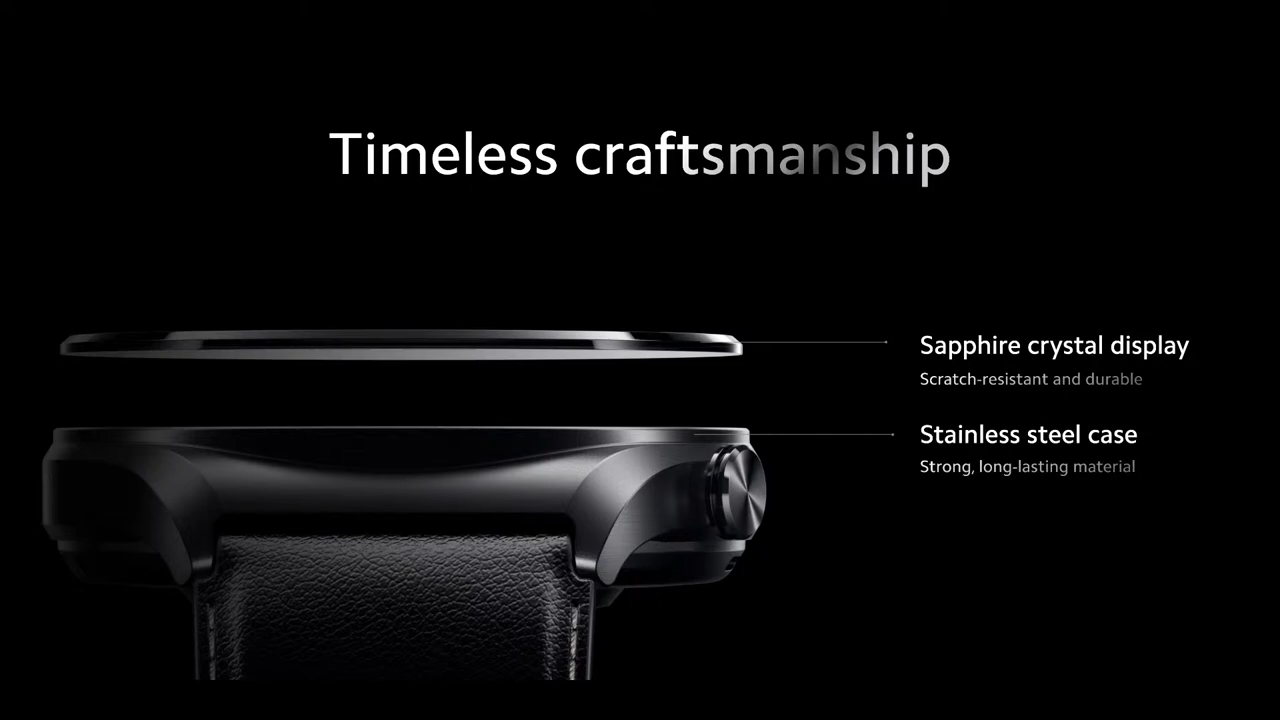 Timeless craftsmanship
Sapphire crystal display
Scratch-resistant and durable
Stainless steel case
Strong, long-lasting material